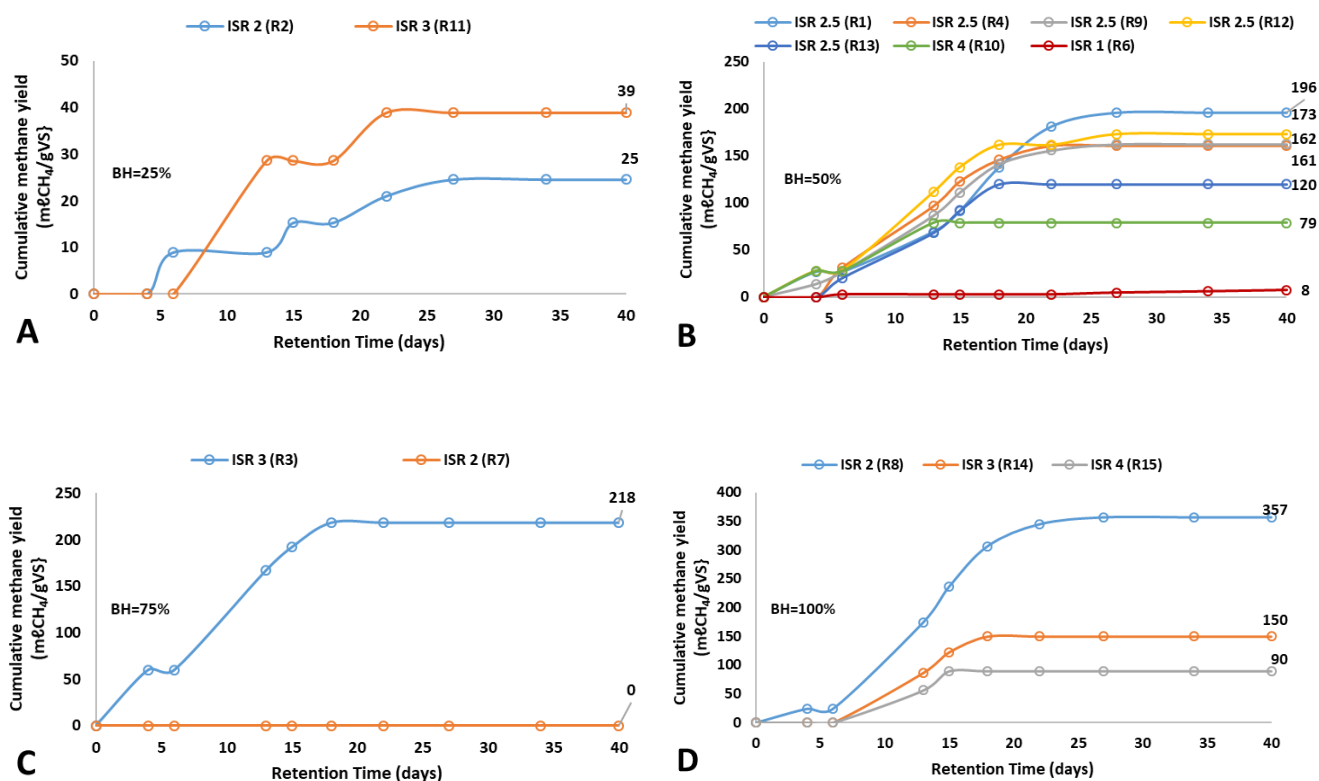 ISR 2 (R2) ISR 3 (R11)
Cumulative methane yield
(mℓCH₄/gVS}
50
40
30
20
10
0
BH=25%
39
25
0 5 10 15 20 25 30 35 40
Retention Time (days)
A
ISR 2.5 (R1) ISR 2.5 (R4) ISR 2.5 (R9) ISR 2.5 (R12)
ISR 2.5 (R13) ISR 4 (R10) ISR 1 (R6)
Cumulative methane yield
(mℓCH₄/gVS}
250
200
150
100
50
0
BH=50%
196
173
162
161
120
79
8
0 5 10 15 20 25 30 35 40
Retention Time (days)
B
ISR 3 (R3) ISR 2 (R7)
Cumulative methane yield
(mℓCH₄/gVS}
250
200
150
100
50
0
BH=75%
218
0
0 5 10 15 20 25 30 35 40
Retention Time (days)
C
ISR 2 (R8) ISR 3 (R14) ISR 4 (R15)
Cumulative methane yield
(mℓCH₄/gVS}
400
350
300
250
200
150
100
50
0
BH=100%
357
150
90
0 5 10 15 20 25 30 35 40
Retention Time (days)
D